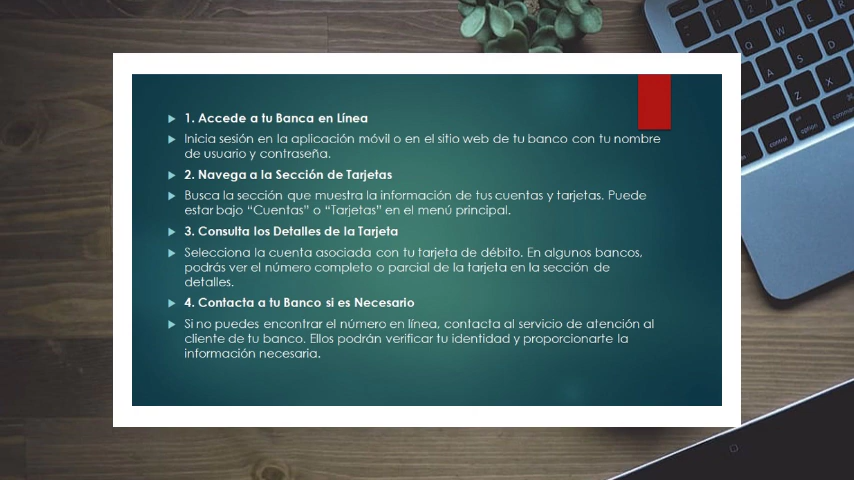 1. Accede a tu Banca en Línea
Inicia sesión en la aplicación móvil o en el sitio web de tu banco con tu nombre
de usuario y contraseña.
2. Navega a la Sección de Tarjetas
Busca la sección que muestra la información de tus cuentas y tarjetas. Puede
estar bajo “Cuentas” o “Tarjetas” en el menú principal.
3. Consulta los Detalles de la Tarjeta
Selecciona la cuenta asociada con tu tarjeta de débito. En algunos bancos,
podrás ver el número completo o parcial de la tarjeta en la sección de
detalles.
4. Contacta a tu Banco si es Necesario
Si no puedes encontrar el número en línea, contacta al servicio de atención al
cliente de tu banco. Ellos podrán verificar tu identidad y proporcionarte la
información necesaria.